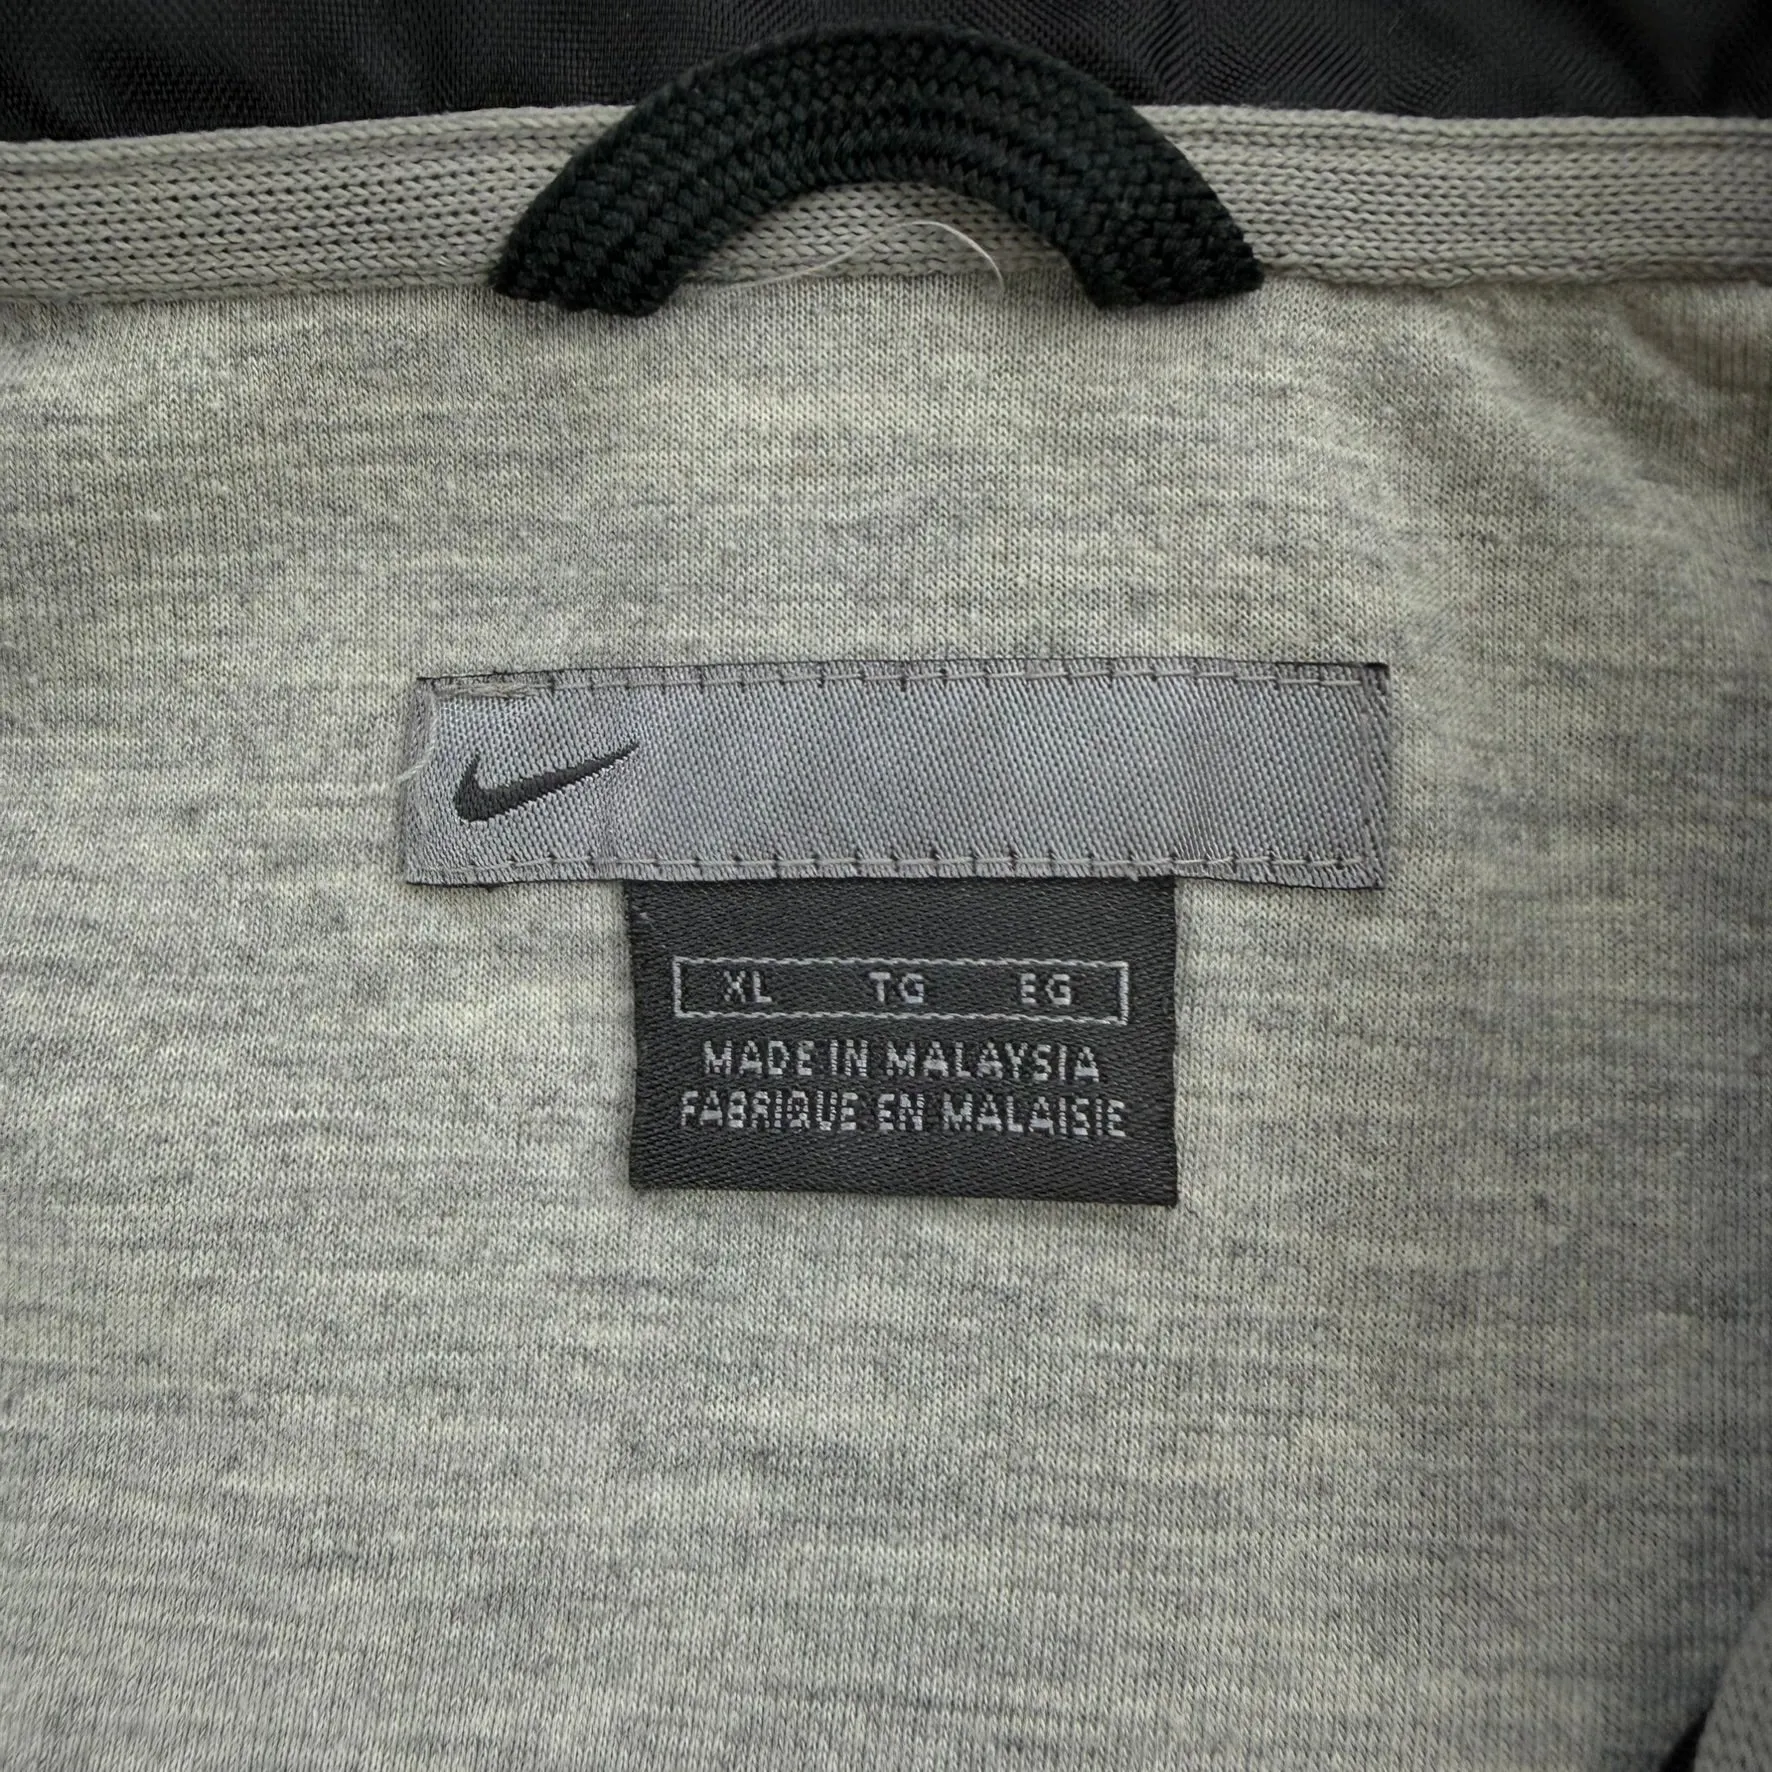 XL TG EG
MADE IN MALAYSIA
FABRIQUE EN MALAISIE